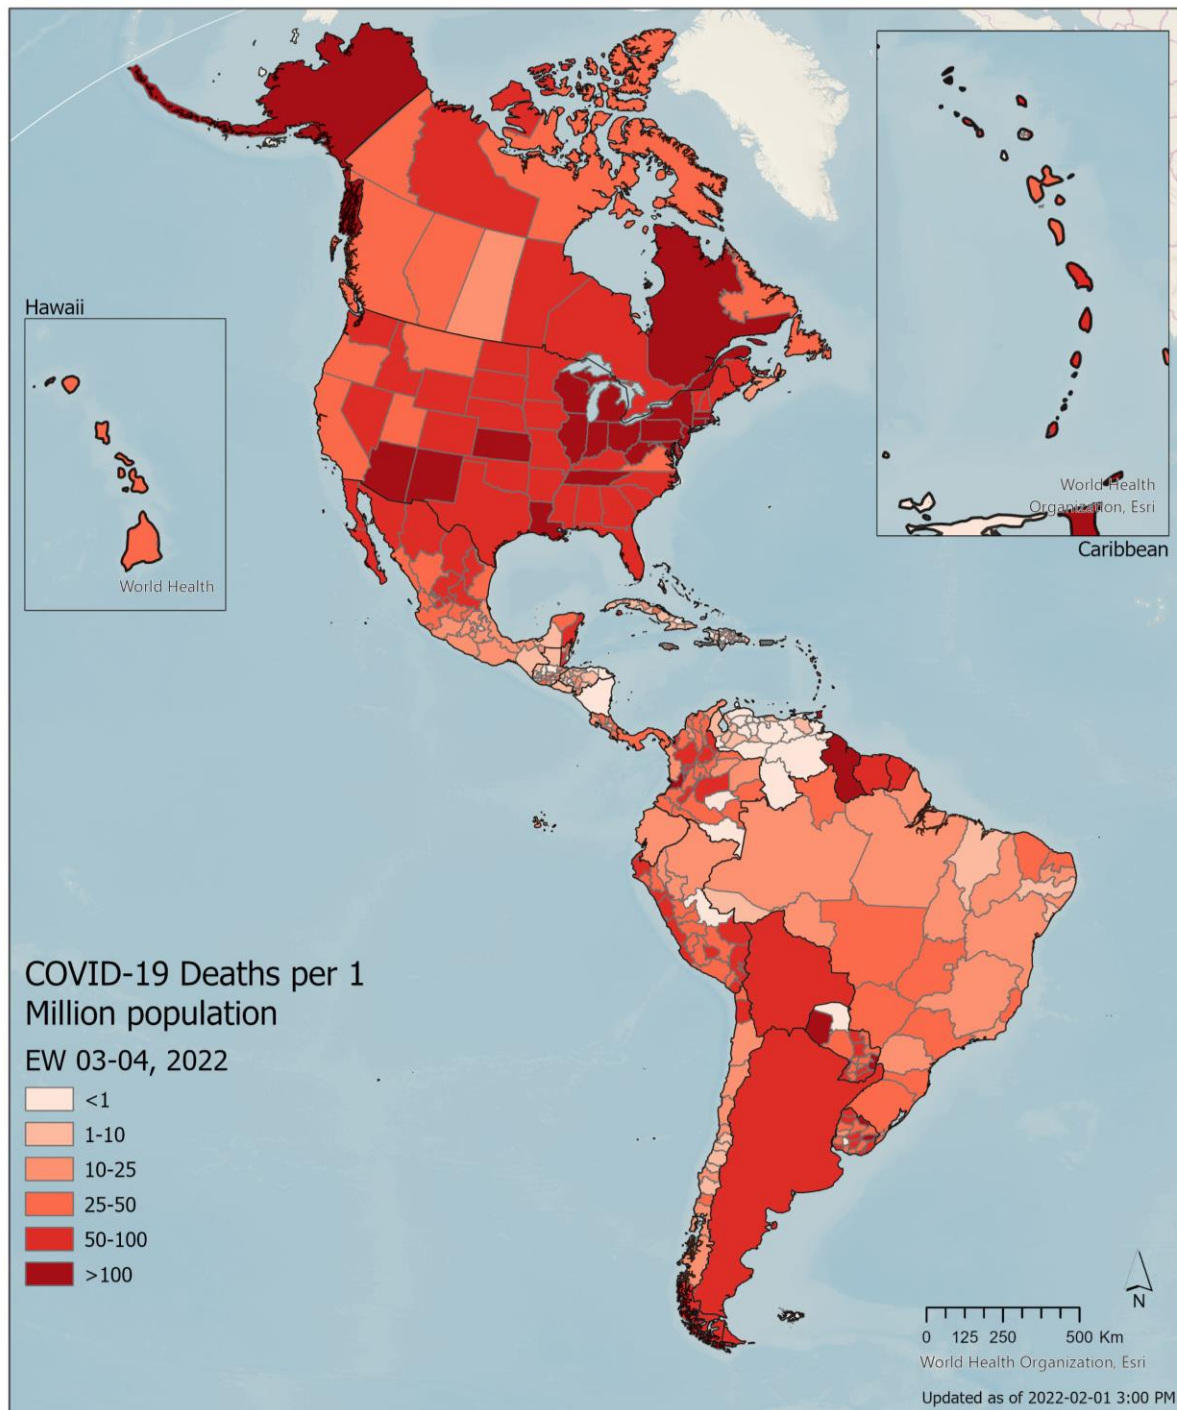 Hawaii
World Health
World Health
Organization, Esri
Caribbean
COVID-19 Deaths per 1
Million population
EW 03-04, 2022
<1
1-10
10-25
25-50
50-100
>100
N
0 125 250 500 Km
World Health Organization, Esri
Updated as of 2022-02-01 3:00 PM